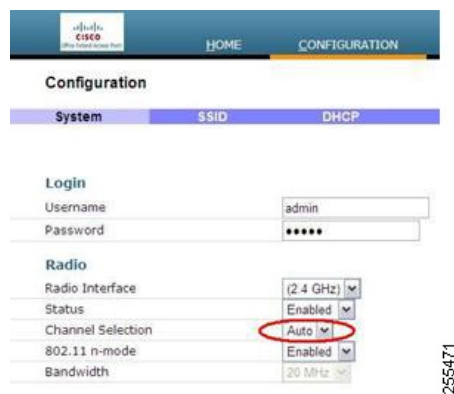 CISCO
HOME CONFIGURATION
Configuration
System SSID DHCP
Login
Username admin
Password •••••
Radio
Radio Interface (2.4 GHz)
Status Enabled
Channel Selection Auto
802.11 n-mode Enabled
Bandwidth 20 MHz
255471